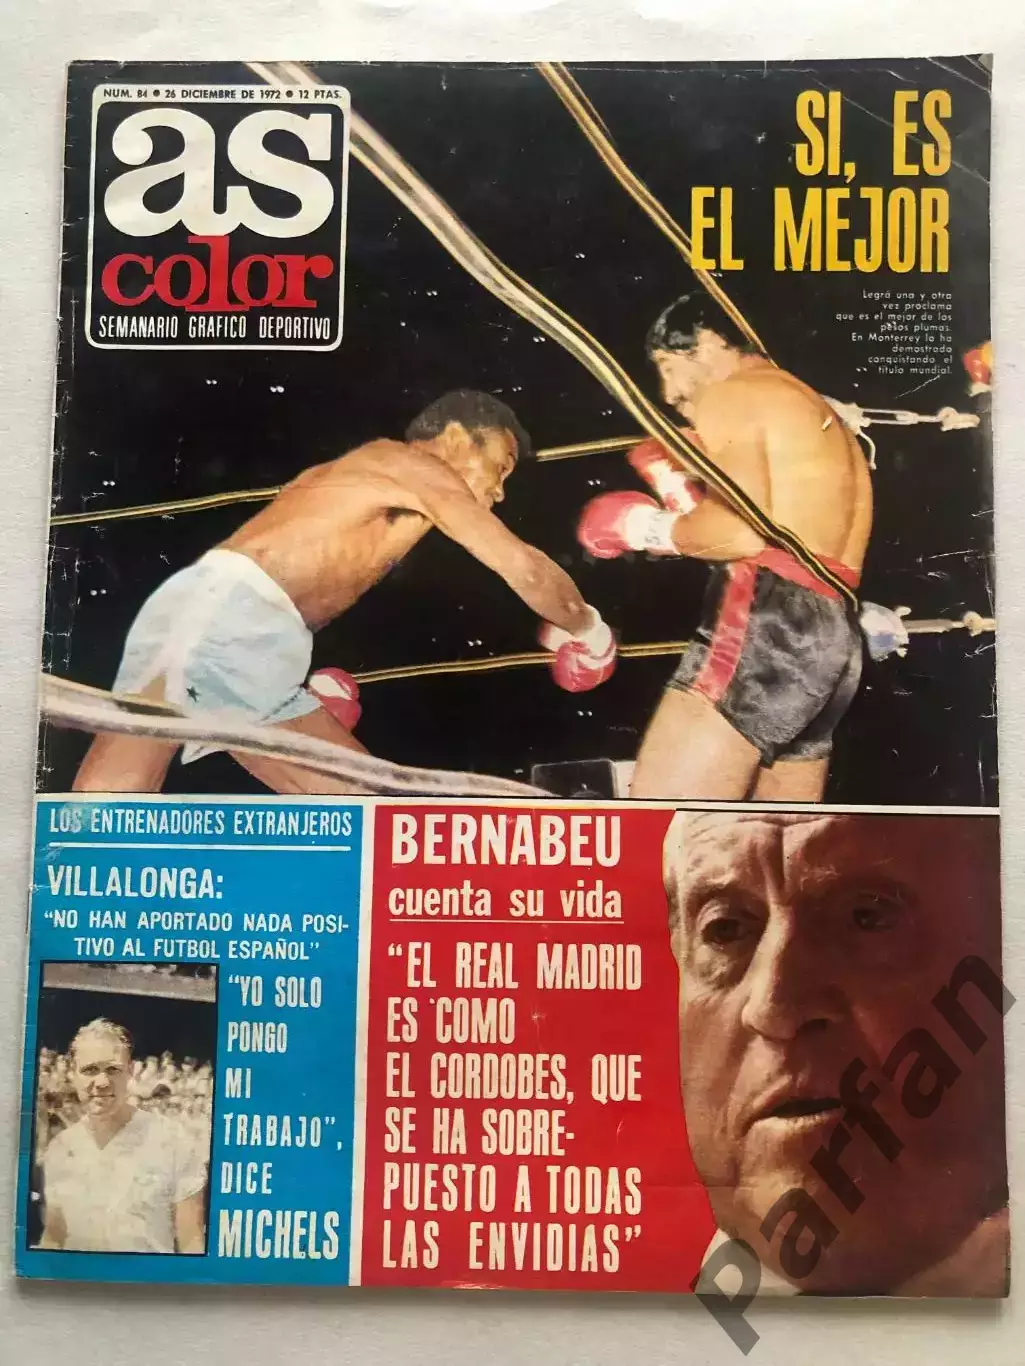 NUM. 84 • 26 DICIEMBRE DE 1972 • 12 PTAS.
as
color
SEMANARIO GRAFICO DEPORTIVO
SI, ES
EL MEJOR
Legrá una y otra
vez proclama
que es el mejor de los
pesos plumas.
En Monterrey lo ha
demostrado
conquistando el
título mundial.
LOS ENTRENADORES EXTRANJEROS
VILLALONGA:
"NO HAN APORTADO NADA POSI-
TIVO AL FUTBOL ESPAÑOL"
"YO SOLO
PONGO
MI
TRABAJO",
DICE
MICHELS
BERNABEU
cuenta su vida
"EL REAL MADRID
ES COMO
EL CORDOBES, QUE
SE HA SOBRE-
PUESTO A TODAS
LAS ENVIDIAS"
Parfan